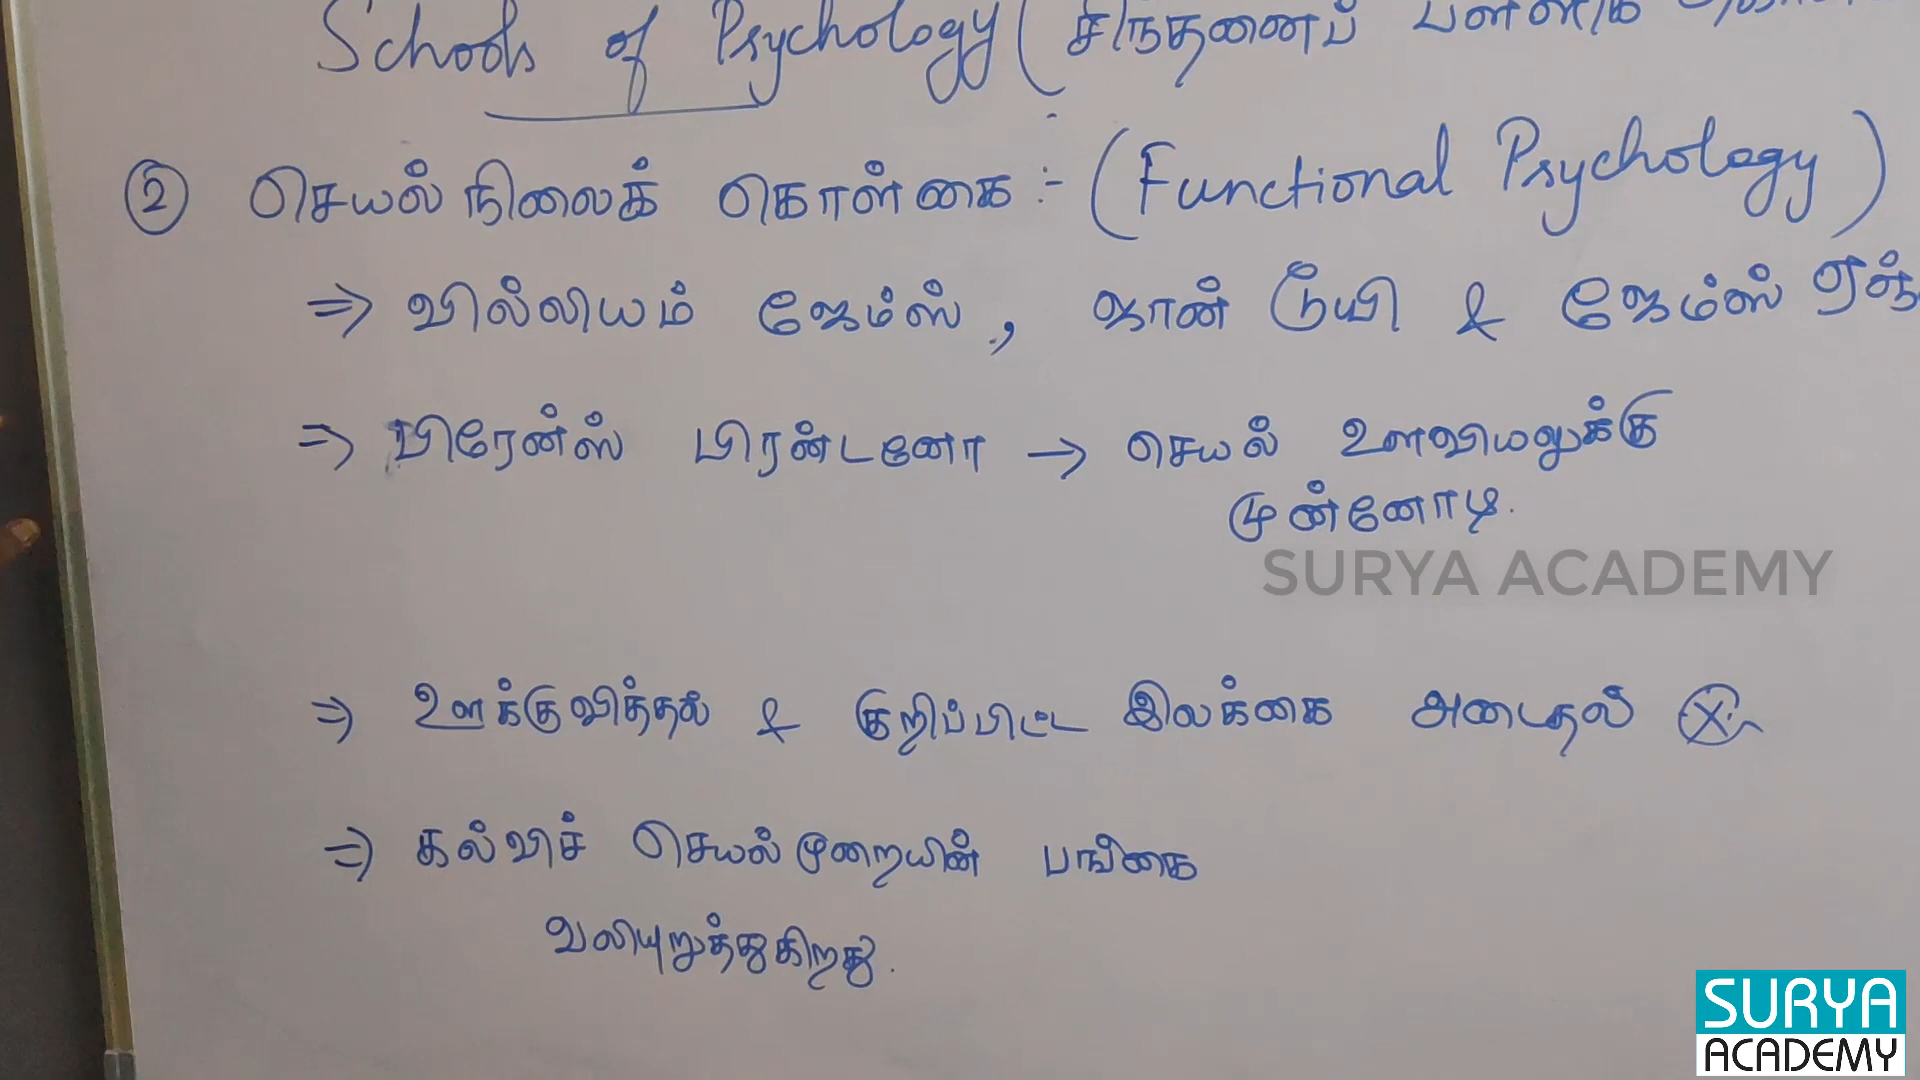 Schools of Psychology ( சிந்தனைப் பள்ளிகள்
② செயல்நிலைக் கொள்கை :- (Functional Psychology)
⇒ வில்லியம் ஜேம்ஸ் , ஜான் டூயி & ஜேம்ஸ்
⇒ பிரேன்ஸ் பிரண்டனோ → செயல் உளவியலுக்கு
முன்னோடி.
SURYA ACADEMY
⇒ ஊக்குவித்தல் & குறிப்பிட்ட இலக்கை அடைதல் ⓧ
⇒ கல்விச் செயல்முறையின் பங்கை
வலியுறுத்துகிறது.
SURYA
ACADEMY